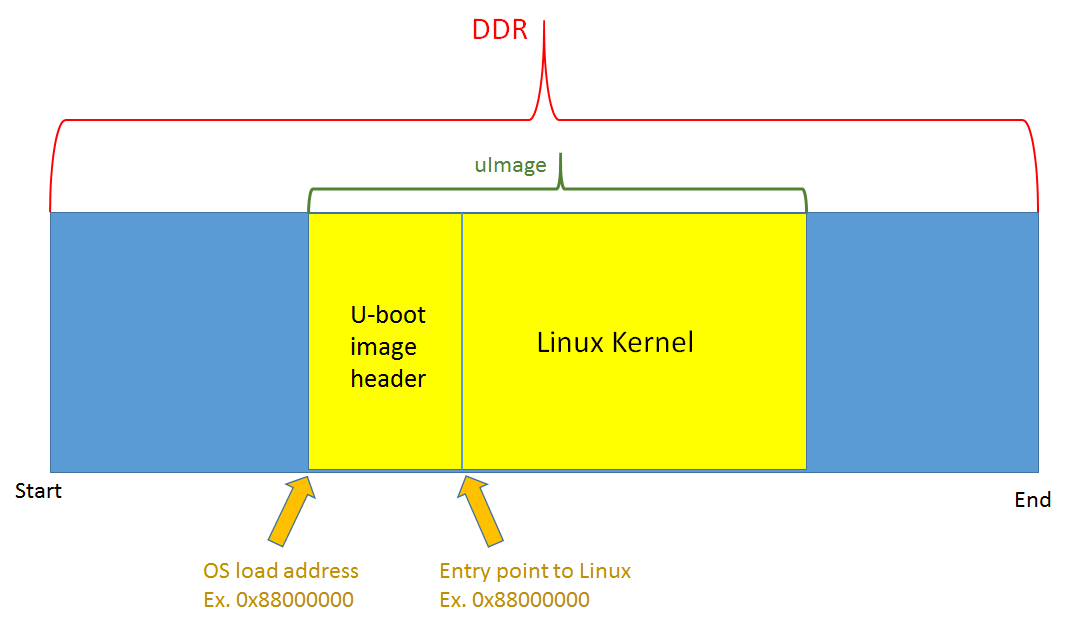 DDR
uImage
U-boot
image
header
Linux Kernel
Start
End
OS load address
Ex. 0x88000000
Entry point to Linux
Ex. 0x88000000